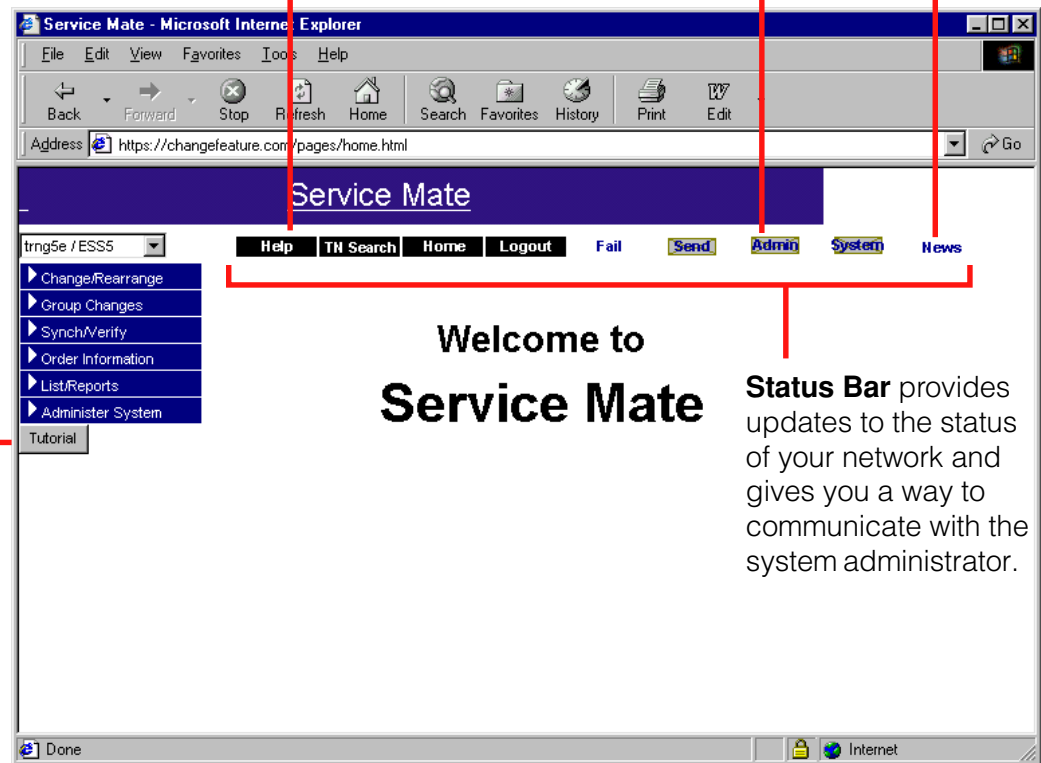 Service Mate - Microsoft Internet Explorer
File Edit View Favorites Tools Help
Back Forward Stop Refresh Home Search Favorites History Print Edit
Address https://changefeature.com/pages/home.html Go
Service Mate
trng5e / ESS5 Help TN Search Home Logout Fail Send Admin System News
Change/Rearrange
Group Changes
Synch/Verify
Order Information
List/Reports
Administer System
Tutorial
Welcome to
Service Mate
Status Bar provides
updates to the status
of your network and
gives you a way to
communicate with the
system administrator.
Done Internet